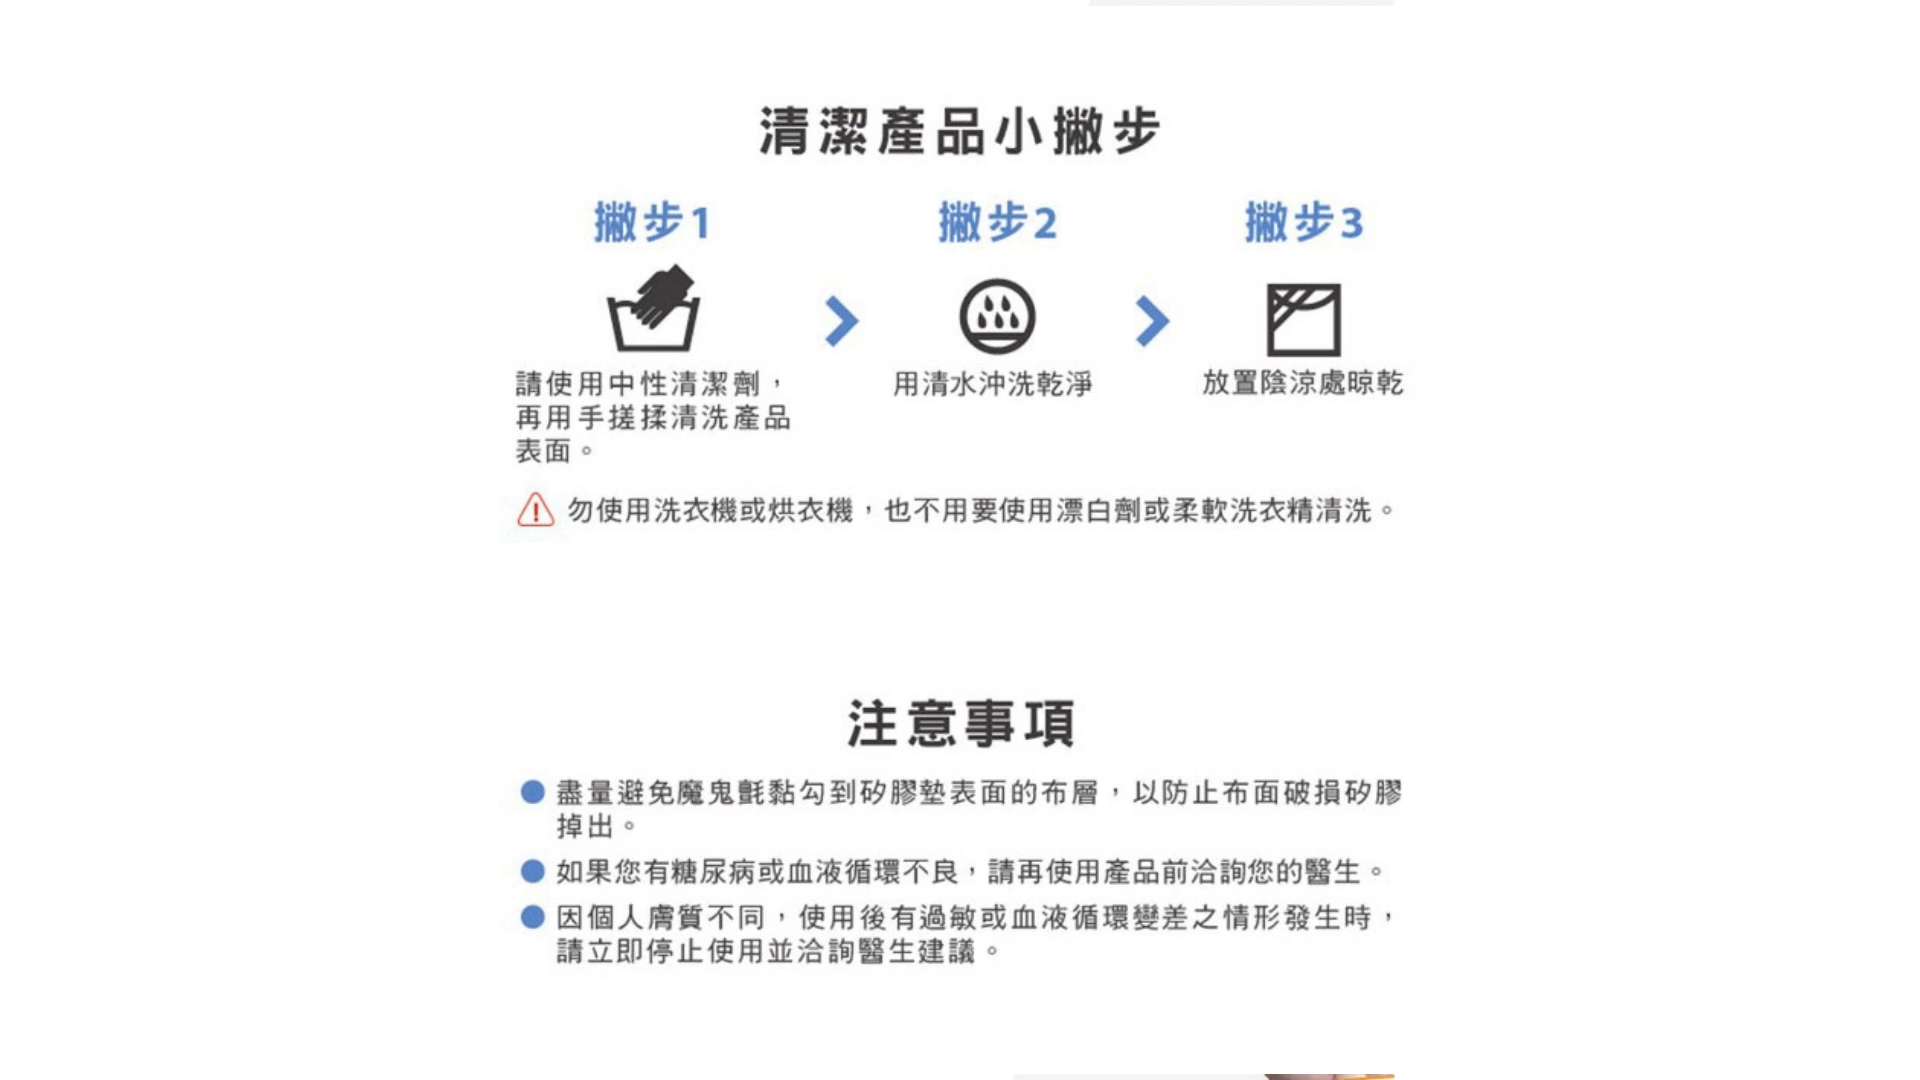 清潔產品小撇步
撇步1
撇步2
撇步3
請使用中性清潔劑，
再用手搓揉清洗產品
表面。
用清水沖洗乾淨
放置陰涼處晾乾
勿使用洗衣機或烘衣機，也不用要使用漂白劑或柔軟洗衣精清洗。
注意事項
盡量避免魔鬼氈黏勾到矽膠墊表面的布層，以防止布面破損矽膠
掉出。
如果您有糖尿病或血液循環不良，請再使用產品前洽詢您的醫生。
因個人膚質不同，使用後有過敏或血液循環變差之情形發生時，
請立即停止使用並洽詢醫生建議。